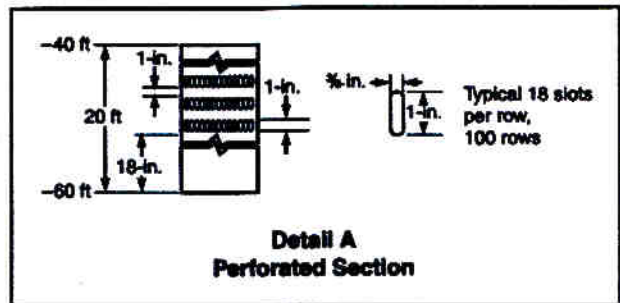 –40 ft
1-in.
20 ft
18-in.
–60 ft
1-in.
⅜-in.
1-in.
Typical 18 slots
per row,
100 rows
Detail A
Perforated Section